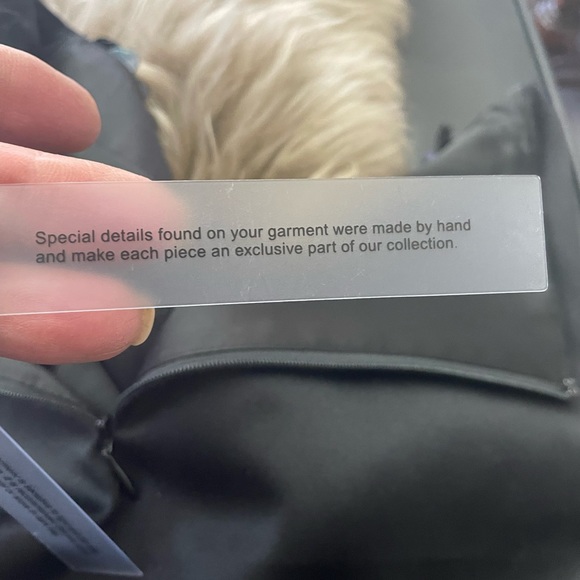 Special details found on your garment were made by hand
and make each piece an exclusive part of our collection.